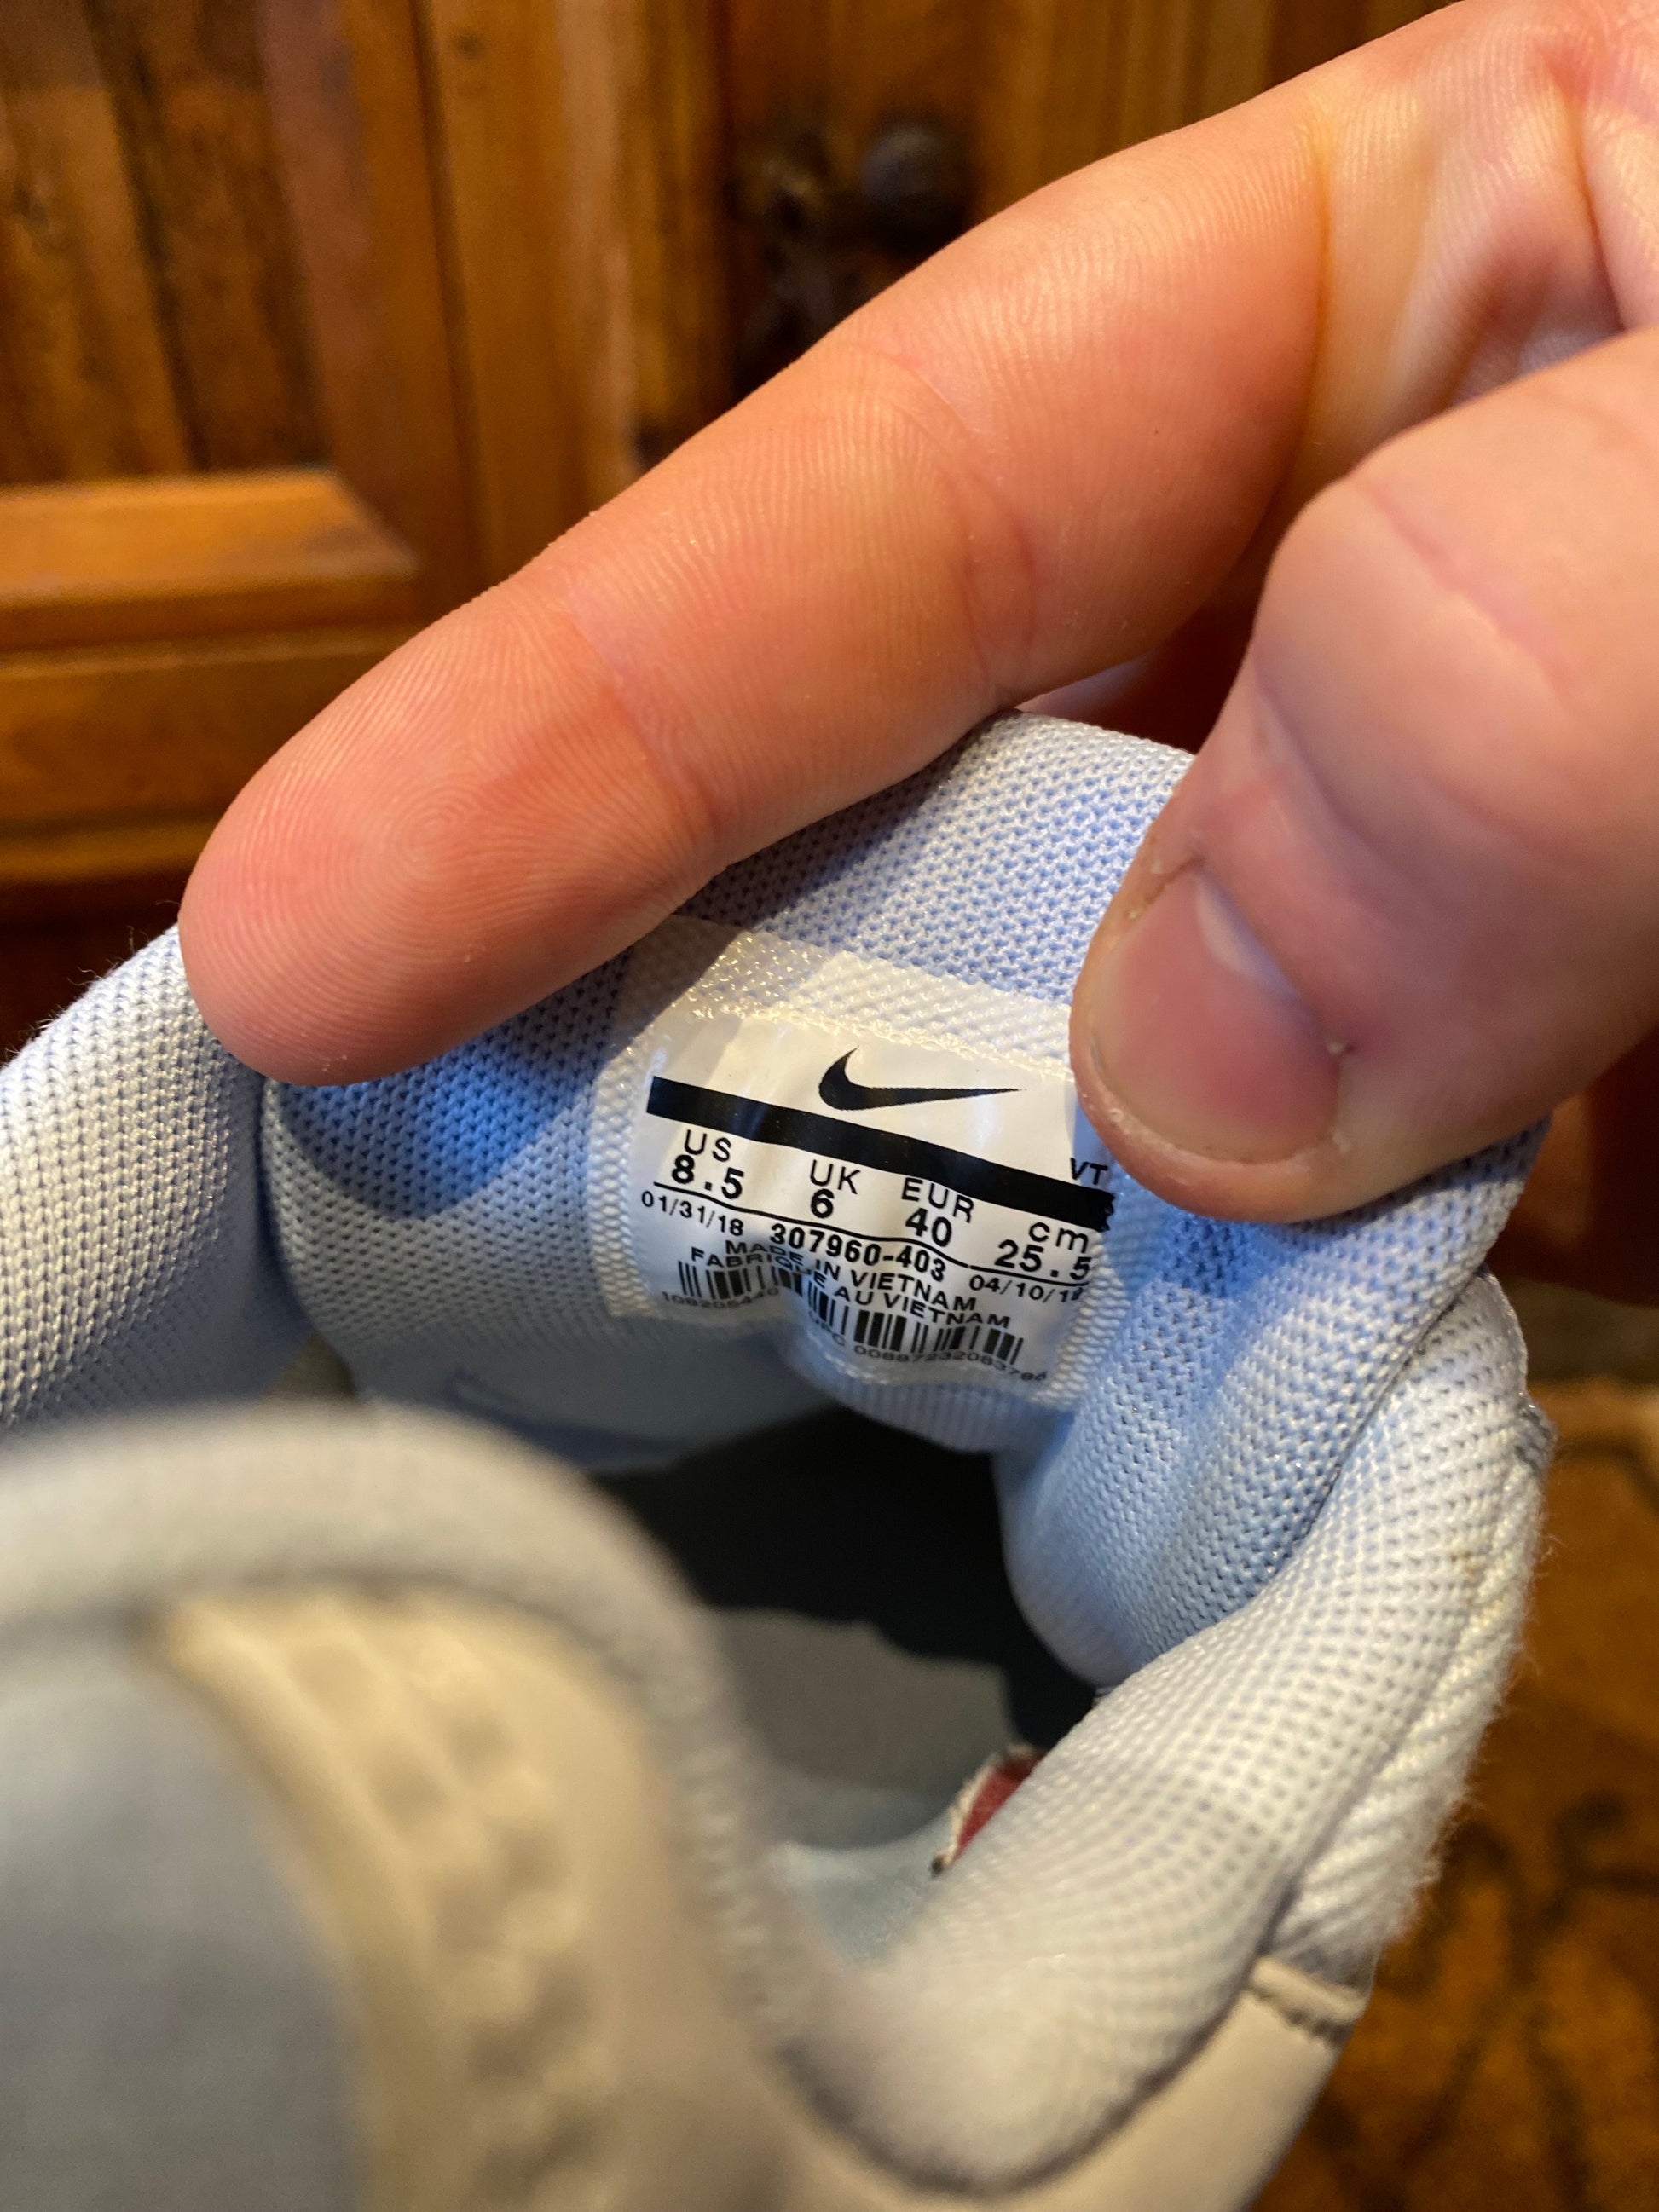 VT
US UK EUR cm
8.5 6 40 25.5
01/31/18 307960-403 04/10/18
MADE IN VIETNAM
FABRIQUE AU VIETNAM